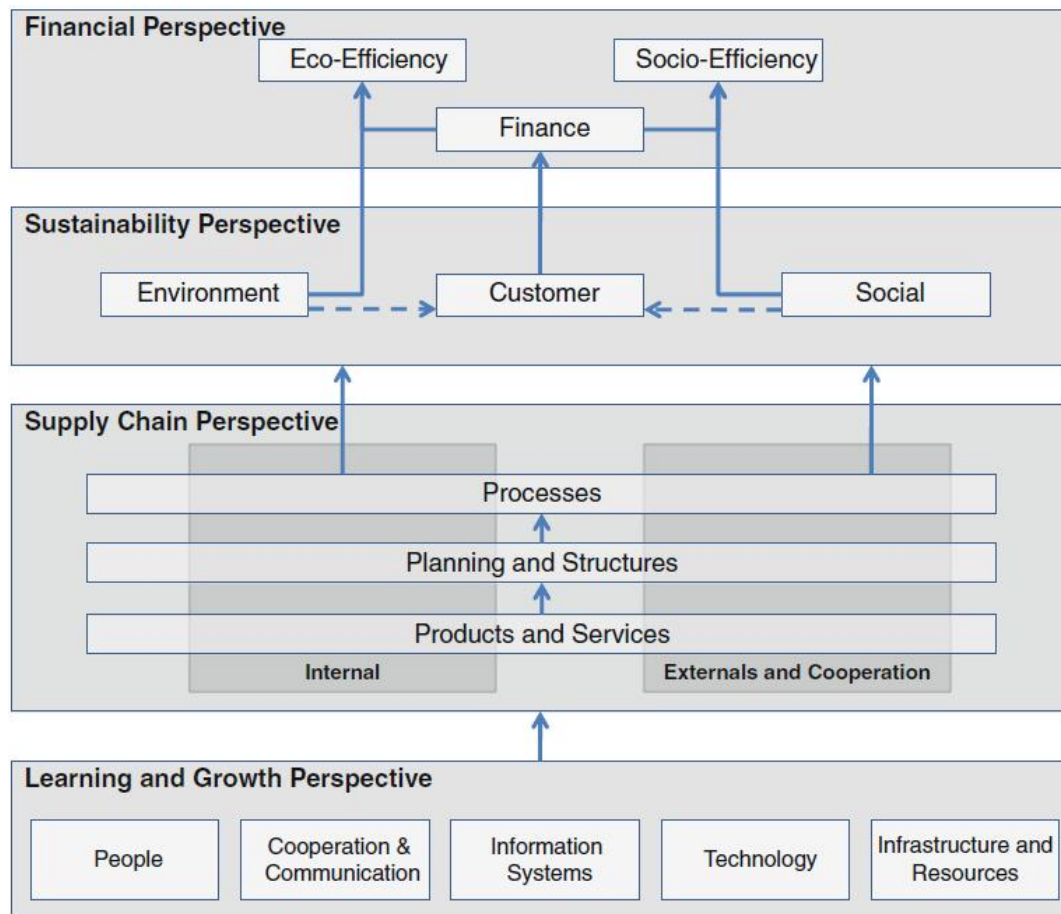 Financial Perspective
Eco-Efficiency
Socio-Efficiency
Finance
Sustainability Perspective
Environment
Customer
Social
Supply Chain Perspective
Processes
Planning and Structures
Products and Services
Internal
Externals and Cooperation
Learning and Growth Perspective
People
Cooperation &
Communication
Information
Systems
Technology
Infrastructure and
Resources